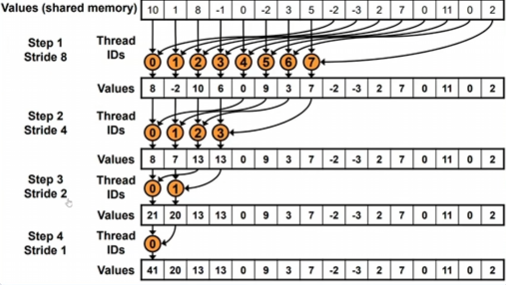 Values (shared memory) 10 1 8 -1 0 -2 3 5 -2 -3 2 7 0 11 0 2
Step 1 Stride 8 Thread IDs 0 1 2 3 4 5 6 7
Values 8 -2 10 6 0 9 3 7 -2 -3 2 7 0 11 0 2
Step 2 Stride 4 Thread IDs 0 1 2 3
Values 8 7 13 13 0 9 3 7 -2 -3 2 7 0 11 0 2
Step 3 Stride 2 Thread IDs 0 1
Values 21 20 13 13 0 9 3 7 -2 -3 2 7 0 11 0 2
Step 4 Stride 1 Thread IDs 0
Values 41 20 13 13 0 9 3 7 -2 -3 2 7 0 11 0 2